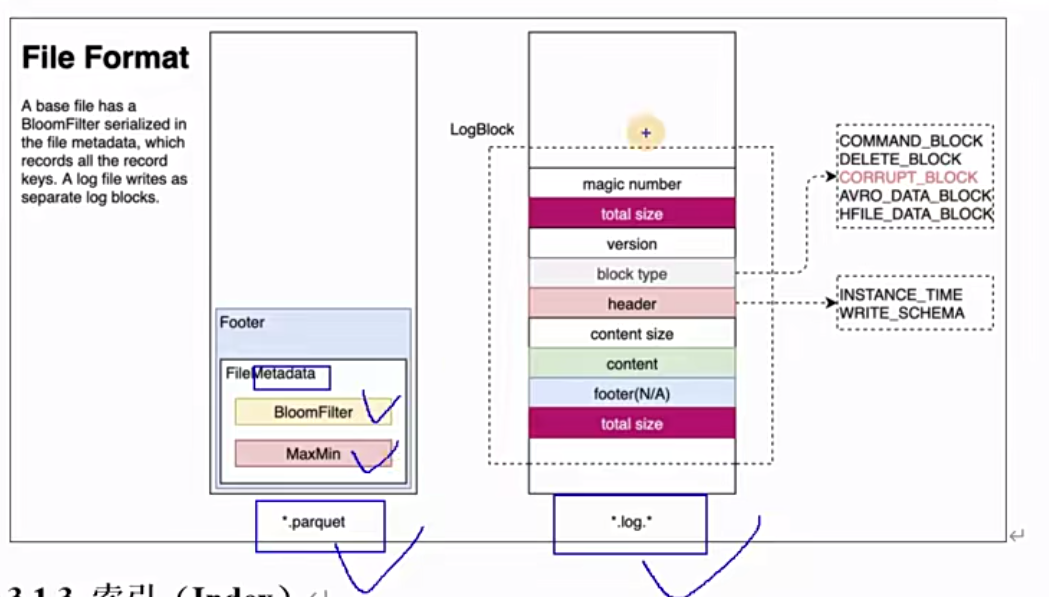 File Format
A base file has a
BloomFilter serialized in
the file metadata, which
records all the record
keys. A log file writes as
separate log blocks.
Footer
FileMetadata
BloomFilter
MaxMin
*.parquet
LogBlock
magic number
total size
version
block type
header
content size
content
footer(N/A)
total size
*.log.*
COMMAND_BLOCK
DELETE_BLOCK
CORRUPT_BLOCK
AVRO_DATA_BLOCK
HFILE_DATA_BLOCK
INSTANCE_TIME
WRITE_SCHEMA
3.1.3 索引（Index）